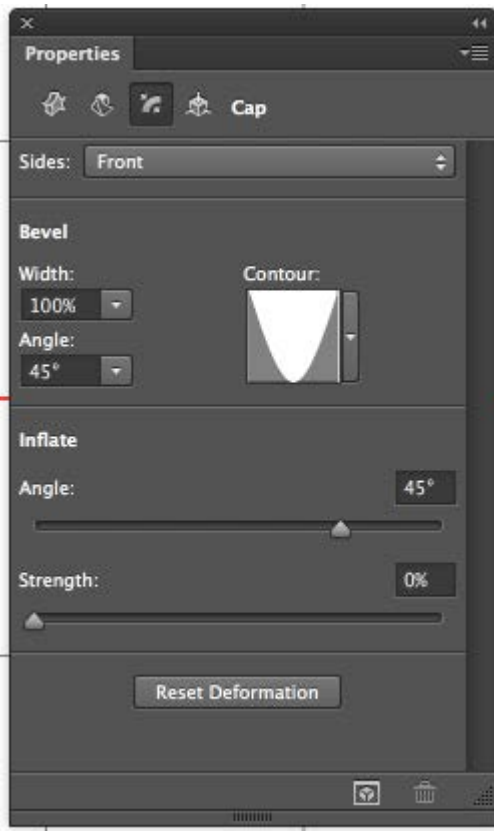 Properties
Cap
Sides: Front
Bevel
Width: Contour:
100%
Angle:
45°
Inflate
Angle: 45°
Strength: 0%
Reset Deformation